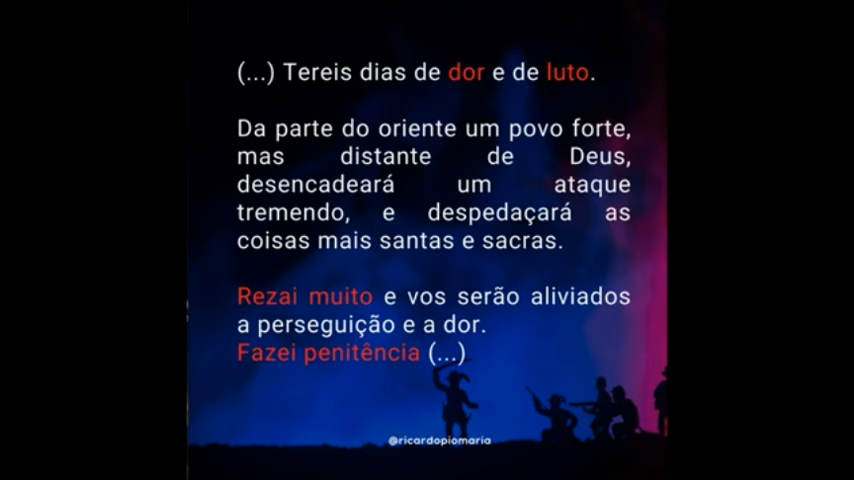 (...) Tereis dias de dor e de luto.
Da parte do oriente um povo forte,
mas distante de Deus,
desencadeará um ataque
tremendo, e despedaçará as
coisas mais santas e sacras.
Rezai muito e vos serão aliviados
a perseguição e a dor.
Fazei penitência (...)
@ricardopiomaria